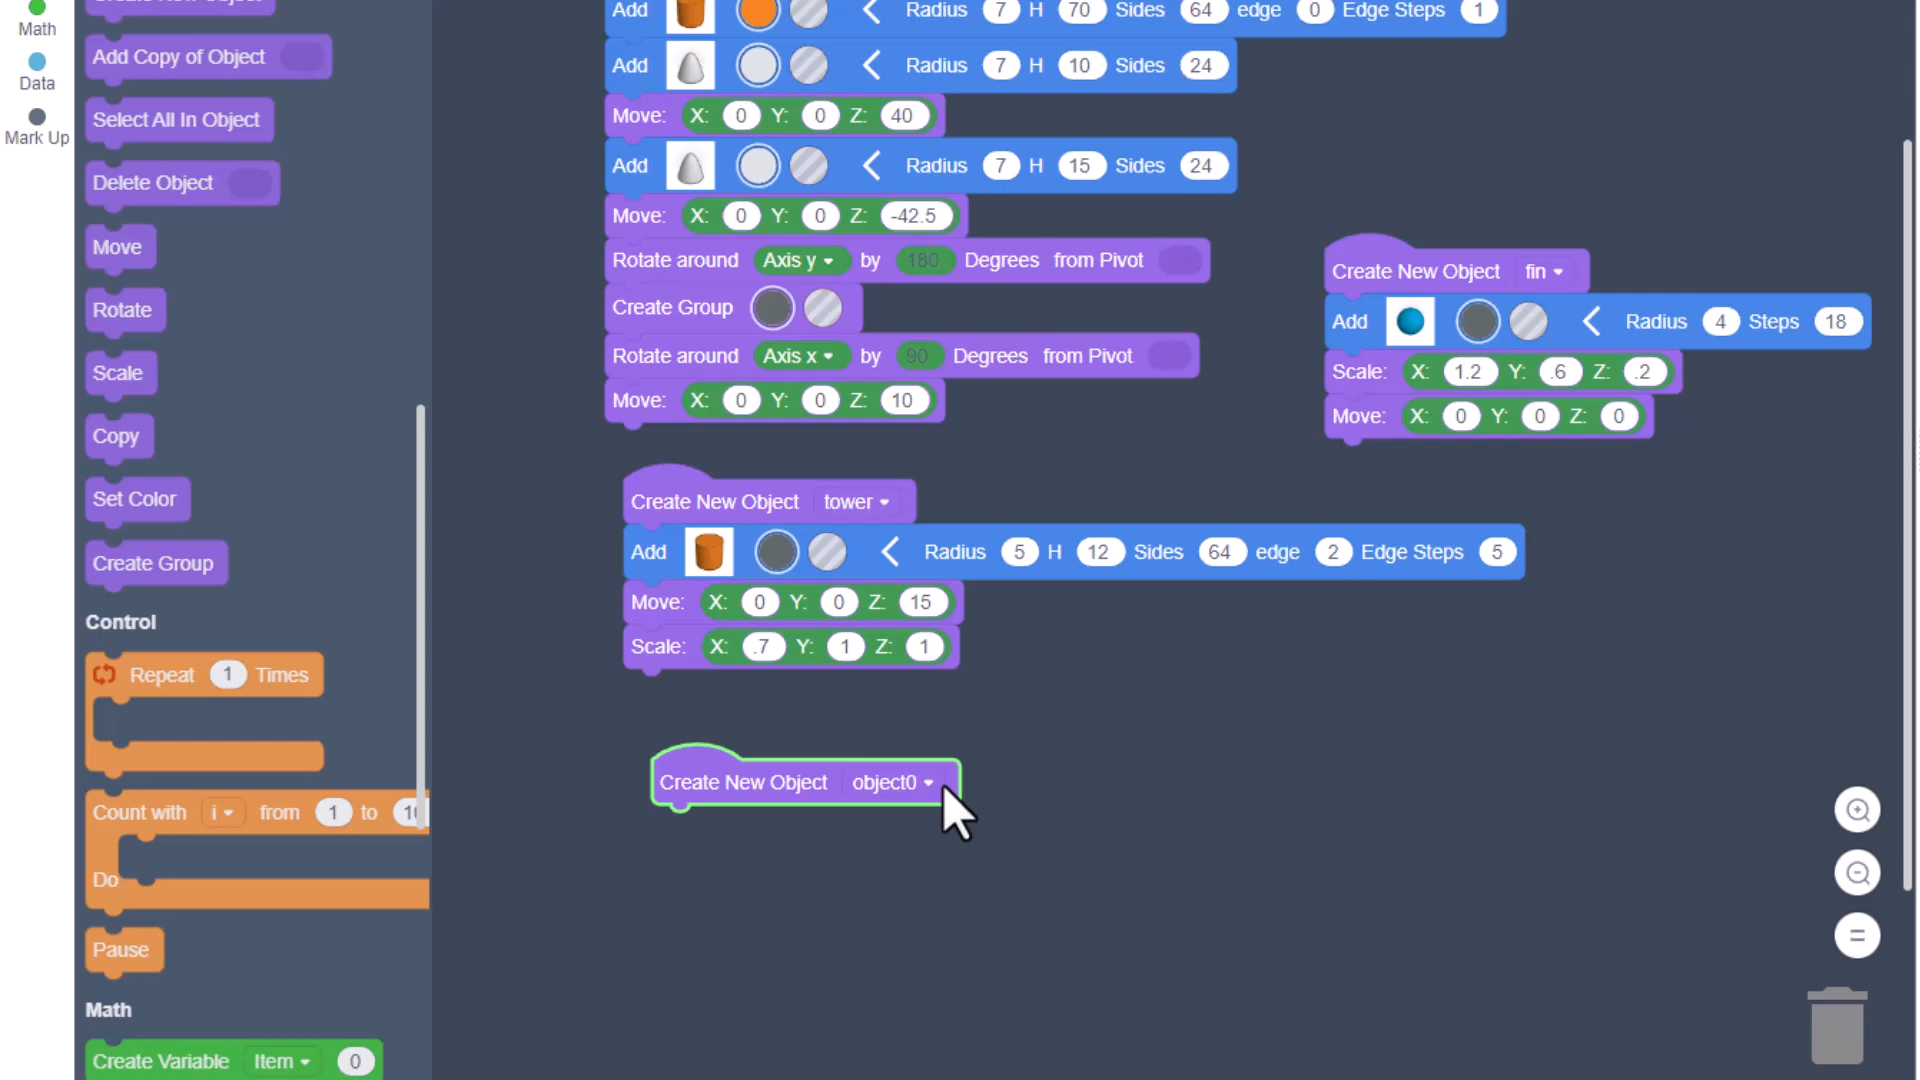 Math
Data
Mark Up
Add Copy of Object
Select All In Object
Delete Object
Move
Rotate
Scale
Copy
Set Color
Create Group
Control
Repeat 1 Times
Count with i from 1 to
Do
Pause
Math
Create Variable Item 0
Add Radius 7 H 70 Sides 64 edge 0 Edge Steps 1
Add Radius 7 H 10 Sides 24
Move: X: 0 Y: 0 Z: 40
Add Radius 7 H 15 Sides 24
Move: X: 0 Y: 0 Z: -42.5
Rotate around Axis y by 180 Degrees from Pivot
Create Group
Rotate around Axis x by 90 Degrees from Pivot
Move: X: 0 Y: 0 Z: 10
Create New Object tower
Add Radius 5 H 12 Sides 64 edge 2 Edge Steps 5
Move: X: 0 Y: 0 Z: 15
Scale: X: .7 Y: 1 Z: 1
Create New Object object0
Create New Object fin
Add Radius 4 Steps 18
Scale: X: 1.2 Y: .6 Z: .2
Move: X: 0 Y: 0 Z: 0